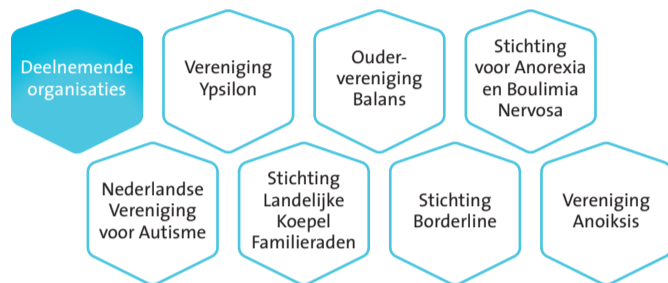 Deelnemende
organisaties
Vereniging
Ypsilon
Ouder-
vereniging
Balans
Stichting
voor Anorexia
en Boulimia
Nervosa
Nederlandse
Vereniging
voor Autisme
Stichting
Landelijke
Koepel
Familieraden
Stichting
Borderline
Vereniging
Anoiksis